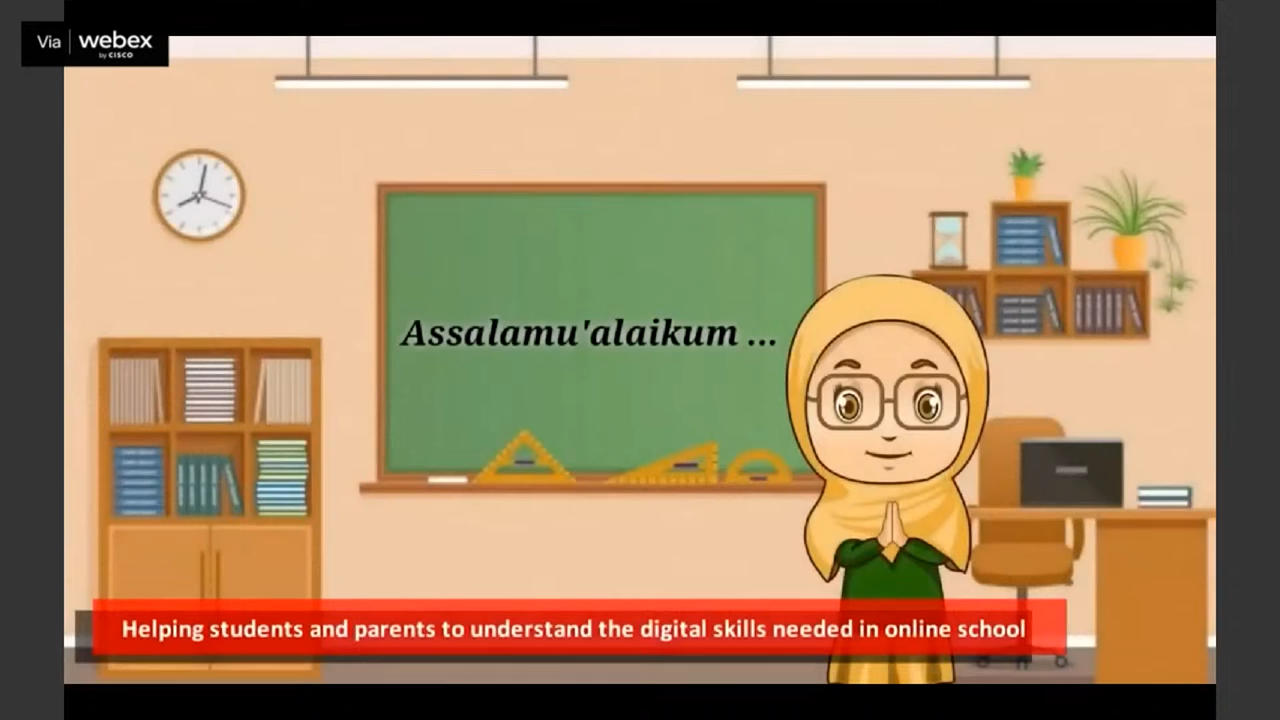 Via webex
by CISCO
Assalamu'alaikum ...
Helping students and parents to understand the digital skills needed in online school